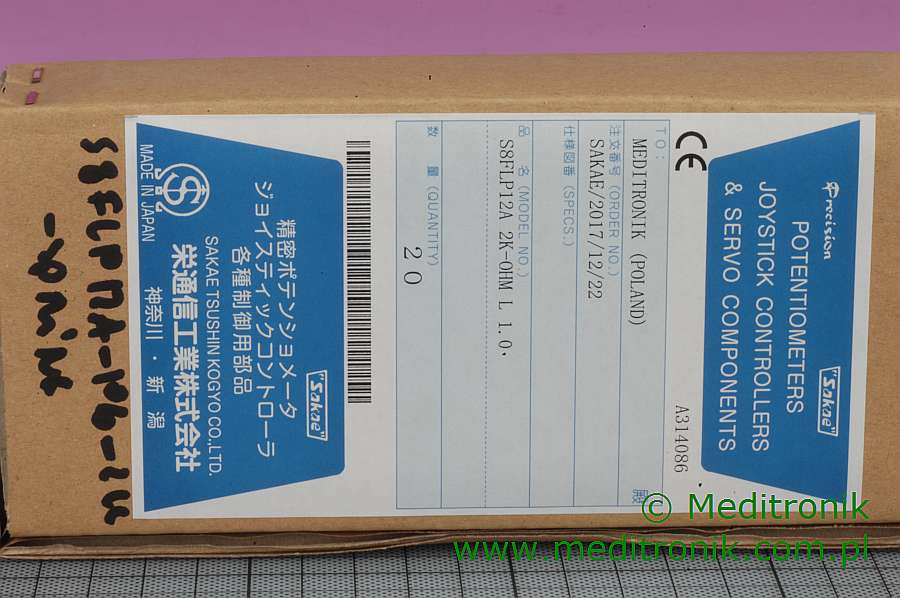 Precision
POTENTIOMETERS
JOYSTICK CONTROLLERS
& SERVO COMPONENTS
"Sakae"
CE
A314086
TO:
MEDITRONIK (POLAND)
殿
注文番号 (ORDER NO.)
SAKAE/2017/12/22
仕様図番 (SPECS.)
品 名 (MODEL NO.)
S8FLP12A 2K-OHM L 1.0.
数 量 (QUANTITY)
20
"Sakae"
精密ポテンショメータ
ジョイスティックコントローラ
各種制御用部品
SAKAE TSUSHIN KOGYO CO.,LTD.
栄通信工業株式会社
神奈川・新潟
MADE IN JAPAN
© Meditronik
www.meditronik.com.pl